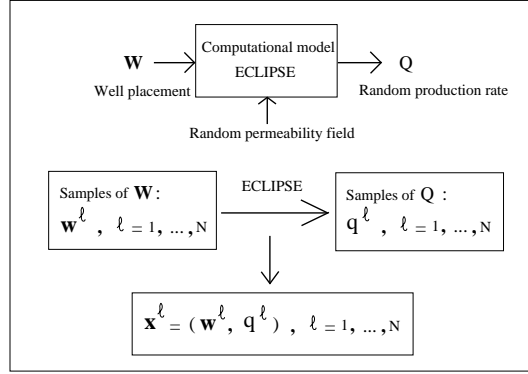 Computational model
W ECLIPSE Q
Well placement Random production rate
Random permeability field
Samples of W :
w^ℓ , ℓ = 1, ..., N
ECLIPSE
Samples of Q :
q^ℓ , ℓ = 1, ..., N
x^ℓ = ( w^ℓ, q^ℓ ) , ℓ = 1, ..., N